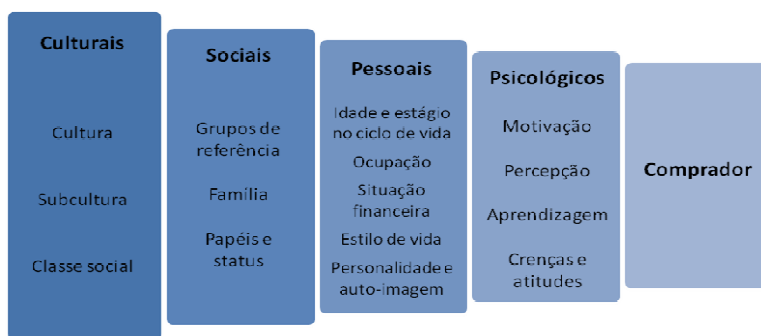 Culturais
Cultura
Subcultura
Classe social
Sociais
Grupos de
referência
Família
Papéis e
status
Pessoais
Idade e estágio
no ciclo de vida
Ocupação
Situação
financeira
Estilo de vida
Personalidade e
auto-imagem
Psicológicos
Motivação
Percepção
Aprendizagem
Crenças e
atitudes
Comprador